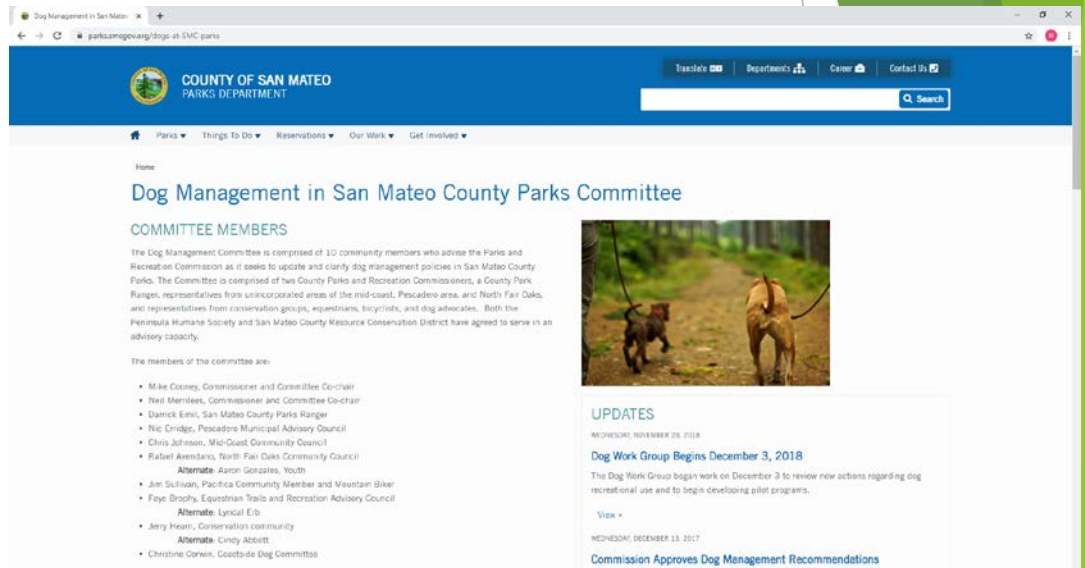 Dog Management in San Mateo
parks.smcgov.org/dogs-at-SMC-parks
N
COUNTY OF SAN MATEO
PARKS DEPARTMENT
Translate
Departments
Career
Contact Us
Search
Parks
Things To Do
Reservations
Our Work
Get Involved
Home
Dog Management in San Mateo County Parks Committee
COMMITTEE MEMBERS
The Dog Management Committee is comprised of 10 community members who advise the Parks and
Recreation Commission as it seeks to update and clarify dog management policies in San Mateo County
Parks. The Committee is comprised of two County Parks and Recreation Commissioners, a County Park
Ranger, representatives from unincorporated areas of the mid-coast, Pescadero area, and North Fair Oaks,
and representatives from conservation groups, equestrians, bicyclists, and dog advocates. Both the
Peninsula Humane Society and San Mateo County Resource Conservation District have agreed to serve in an
advisory capacity.
The members of the committee are:
• Mike Cooney, Commissioner and Committee Co-chair
• Neil Merrilees, Commissioner and Committee Co-chair
• Darrick Emil, San Mateo County Parks Ranger
• Nic Erridge, Pescadero Municipal Advisory Council
• Chris Johnson, Mid-Coast Community Council
• Rafael Avendano, North Fair Oaks Community Council
Alternate: Aaron Gonzales, Youth
• Jim Sullivan, Pacifica Community Member and Mountain Biker
• Faye Brophy, Equestrian Trails and Recreation Advisory Council
Alternate: Lyndal Erb
• Jerry Hearn, Conservation community
Alternate: Cindy Abbott
• Christine Corwin, Coastside Dog Committee
UPDATES
WEDNESDAY, NOVEMBER 28, 2018
Dog Work Group Begins December 3, 2018
The Dog Work Group began work on December 3 to review new actions regarding dog
recreational use and to begin developing pilot programs.
View »
WEDNESDAY, DECEMBER 13, 2017
Commission Approves Dog Management Recommendations